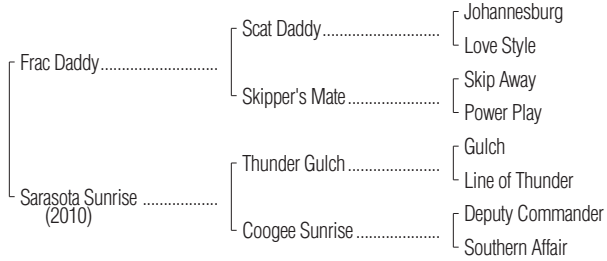 Johannesburg
Scat Daddy
Love Style
Frac Daddy
Skip Away
Skipper's Mate
Power Play
Gulch
Thunder Gulch
Line of Thunder
Sarasota Sunrise
(2010)
Deputy Commander
Coogee Sunrise
Southern Affair